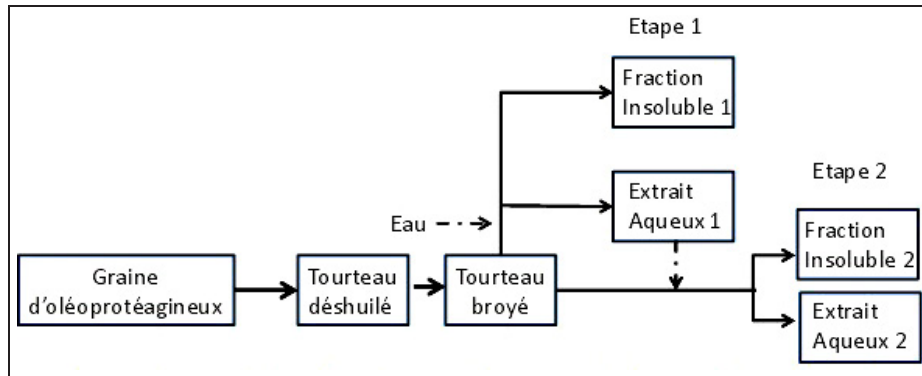 Etape 1
Fraction
Insoluble 1
Extrait
Aqueux 1
Etape 2
Eau
Fraction
Insoluble 2
Graine
d'oléoprotéagineux
Tourteau
déshuilé
Tourteau
broyé
Extrait
Aqueux 2